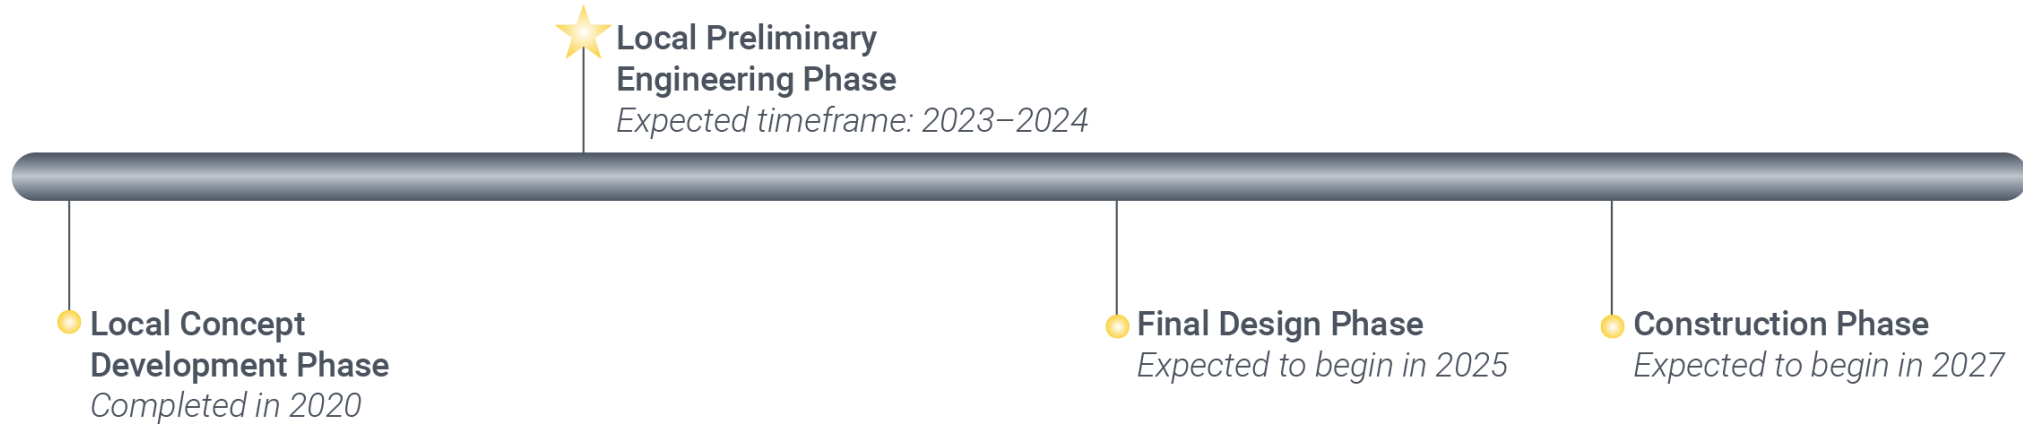 Local Preliminary
Engineering Phase
Expected timeframe: 2023–2024
Local Concept
Development Phase
Completed in 2020
Final Design Phase
Expected to begin in 2025
Construction Phase
Expected to begin in 2027